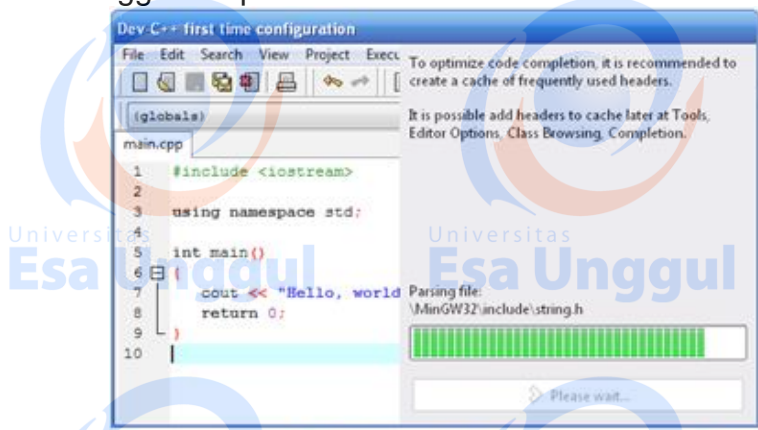 Dev-C++ first time configuration
File Edit Search View Project Execu
(globals)
main.cpp
1 #include <iostream>
2
3 using namespace std;
4
5 int main()
6 {
7 cout << "Hello, world
8 return 0;
9 }
10
To optimize code completion, it is recommended to
create a cache of frequently used headers.
It is possible add headers to cache later at Tools,
Editor Options, Class Browsing, Completion.
Parsing file:
\MinGW32\include\string.h
Please wait...
Universitas
Esa Unggul
Universitas
Esa Unggul